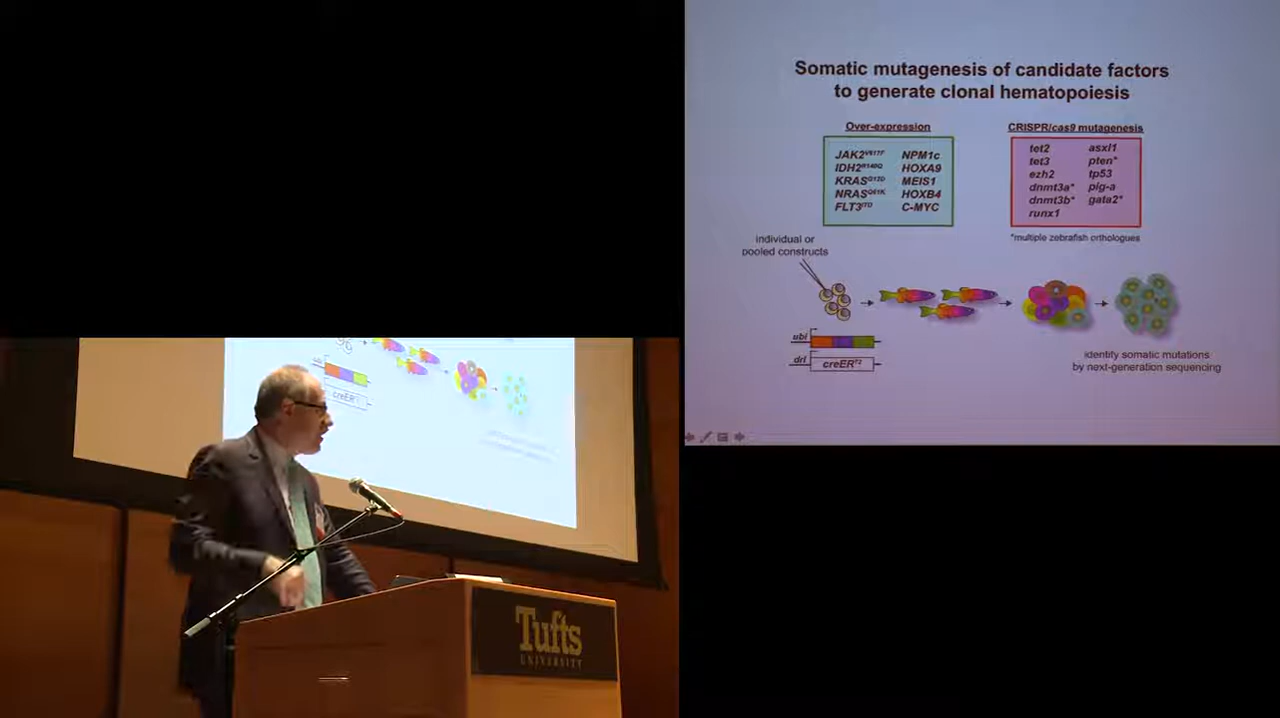 Somatic mutagenesis of candidate factors
to generate clonal hematopoiesis
Over-expression
JAK2V617F NPM1c
IDH2R140Q HOXA9
KRASG12D MEIS1
NRASQ61K HOXB4
FLT3ITD C-MYC
CRISPR/cas9 mutagenesis
tet2 asxl1
tet3 pten*
ezh2 tp53
dnmt3a* pig-a
dnmt3b* gata2*
runx1
*multiple zebrafish orthologues
individual or
pooled constructs
ubi
drl
creERT2
identify somatic mutations
by next-generation sequencing
creER
Tufts
UNIVERSITY